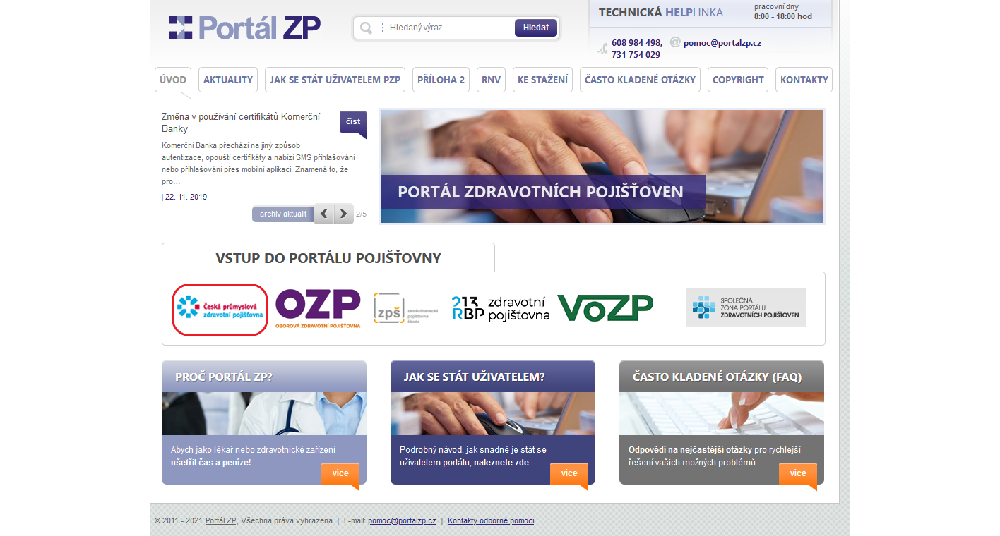 Portál ZP
Hledaný výraz
Hledat
TECHNICKÁ HELPLINKA
pracovní dny
8:00 - 18:00 hod
608 984 498,
731 754 029
pomoc@portalzp.cz
ÚVOD
AKTUALITY
JAK SE STÁT UŽIVATELEM PZP
PŘÍLOHA 2
RNV
KE STAŽENÍ
ČASTO KLADENÉ OTÁZKY
COPYRIGHT
KONTAKTY
Změna v používání certifikátů Komerční
Banky
číst
Komerční Banka přechází na jiný způsob
autentizace, opouští certifikáty a nabízí SMS přihlašování
nebo přihlašování přes mobilní aplikaci. Znamená to, že
pro...
| 22. 11. 2019
archiv aktualit
2/5
PORTÁL ZDRAVOTNÍCH POJIŠŤOVEN
VSTUP DO PORTÁLU POJIŠŤOVNY
Česká průmyslová
zdravotní pojišťovna
OZP
OBOROVÁ ZDRAVOTNÍ POJIŠŤOVNA
zpš
zaměstnanecká
pojišťovna
škoda
213
RBP
zdravotní
pojišťovna
VoZP
SPOLEČNÁ
ZÓNA PORTÁLU
ZDRAVOTNÍCH POJIŠŤOVEN
PROČ PORTÁL ZP?
Abych jako lékař nebo zdravotnické zařízení
ušetřil čas a peníze!
více
JAK SE STÁT UŽIVATELEM?
Podrobný návod, jak snadné je stát se
uživatelem portálu, naleznete zde.
více
ČASTO KLADENÉ OTÁZKY (FAQ)
Odpovědi na nejčastější otázky pro rychlejší
řešení vašich možných problémů.
více
© 2011 - 2021 Portál ZP, Všechna práva vyhrazena | E-mail: pomoc@portalzp.cz | Kontakty odborné pomoci